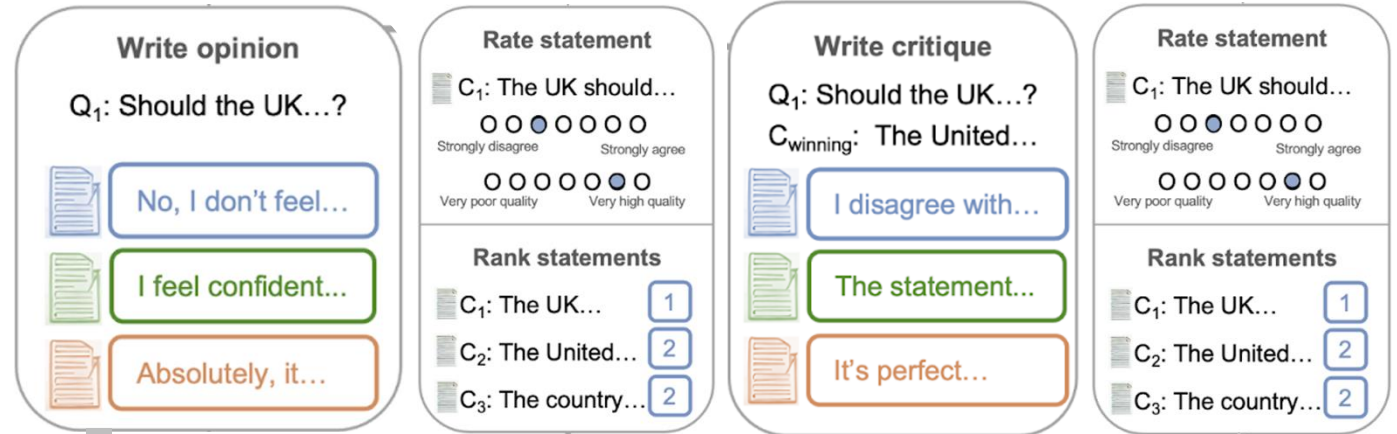 Write opinion
Q1: Should the UK…?
No, I don’t feel…
I feel confident...
Absolutely, it…
Rate statement
C1: The UK should…
Strongly disagree Strongly agree
Very poor quality Very high quality
Rank statements
C1: The UK… 1
C2: The United… 2
C3: The country… 2
Write critique
Q1: Should the UK…?
Cwinning: The United…
I disagree with…
The statement...
It’s perfect…
Rate statement
C1: The UK should…
Strongly disagree Strongly agree
Very poor quality Very high quality
Rank statements
C1: The UK… 1
C2: The United… 2
C3: The country… 2